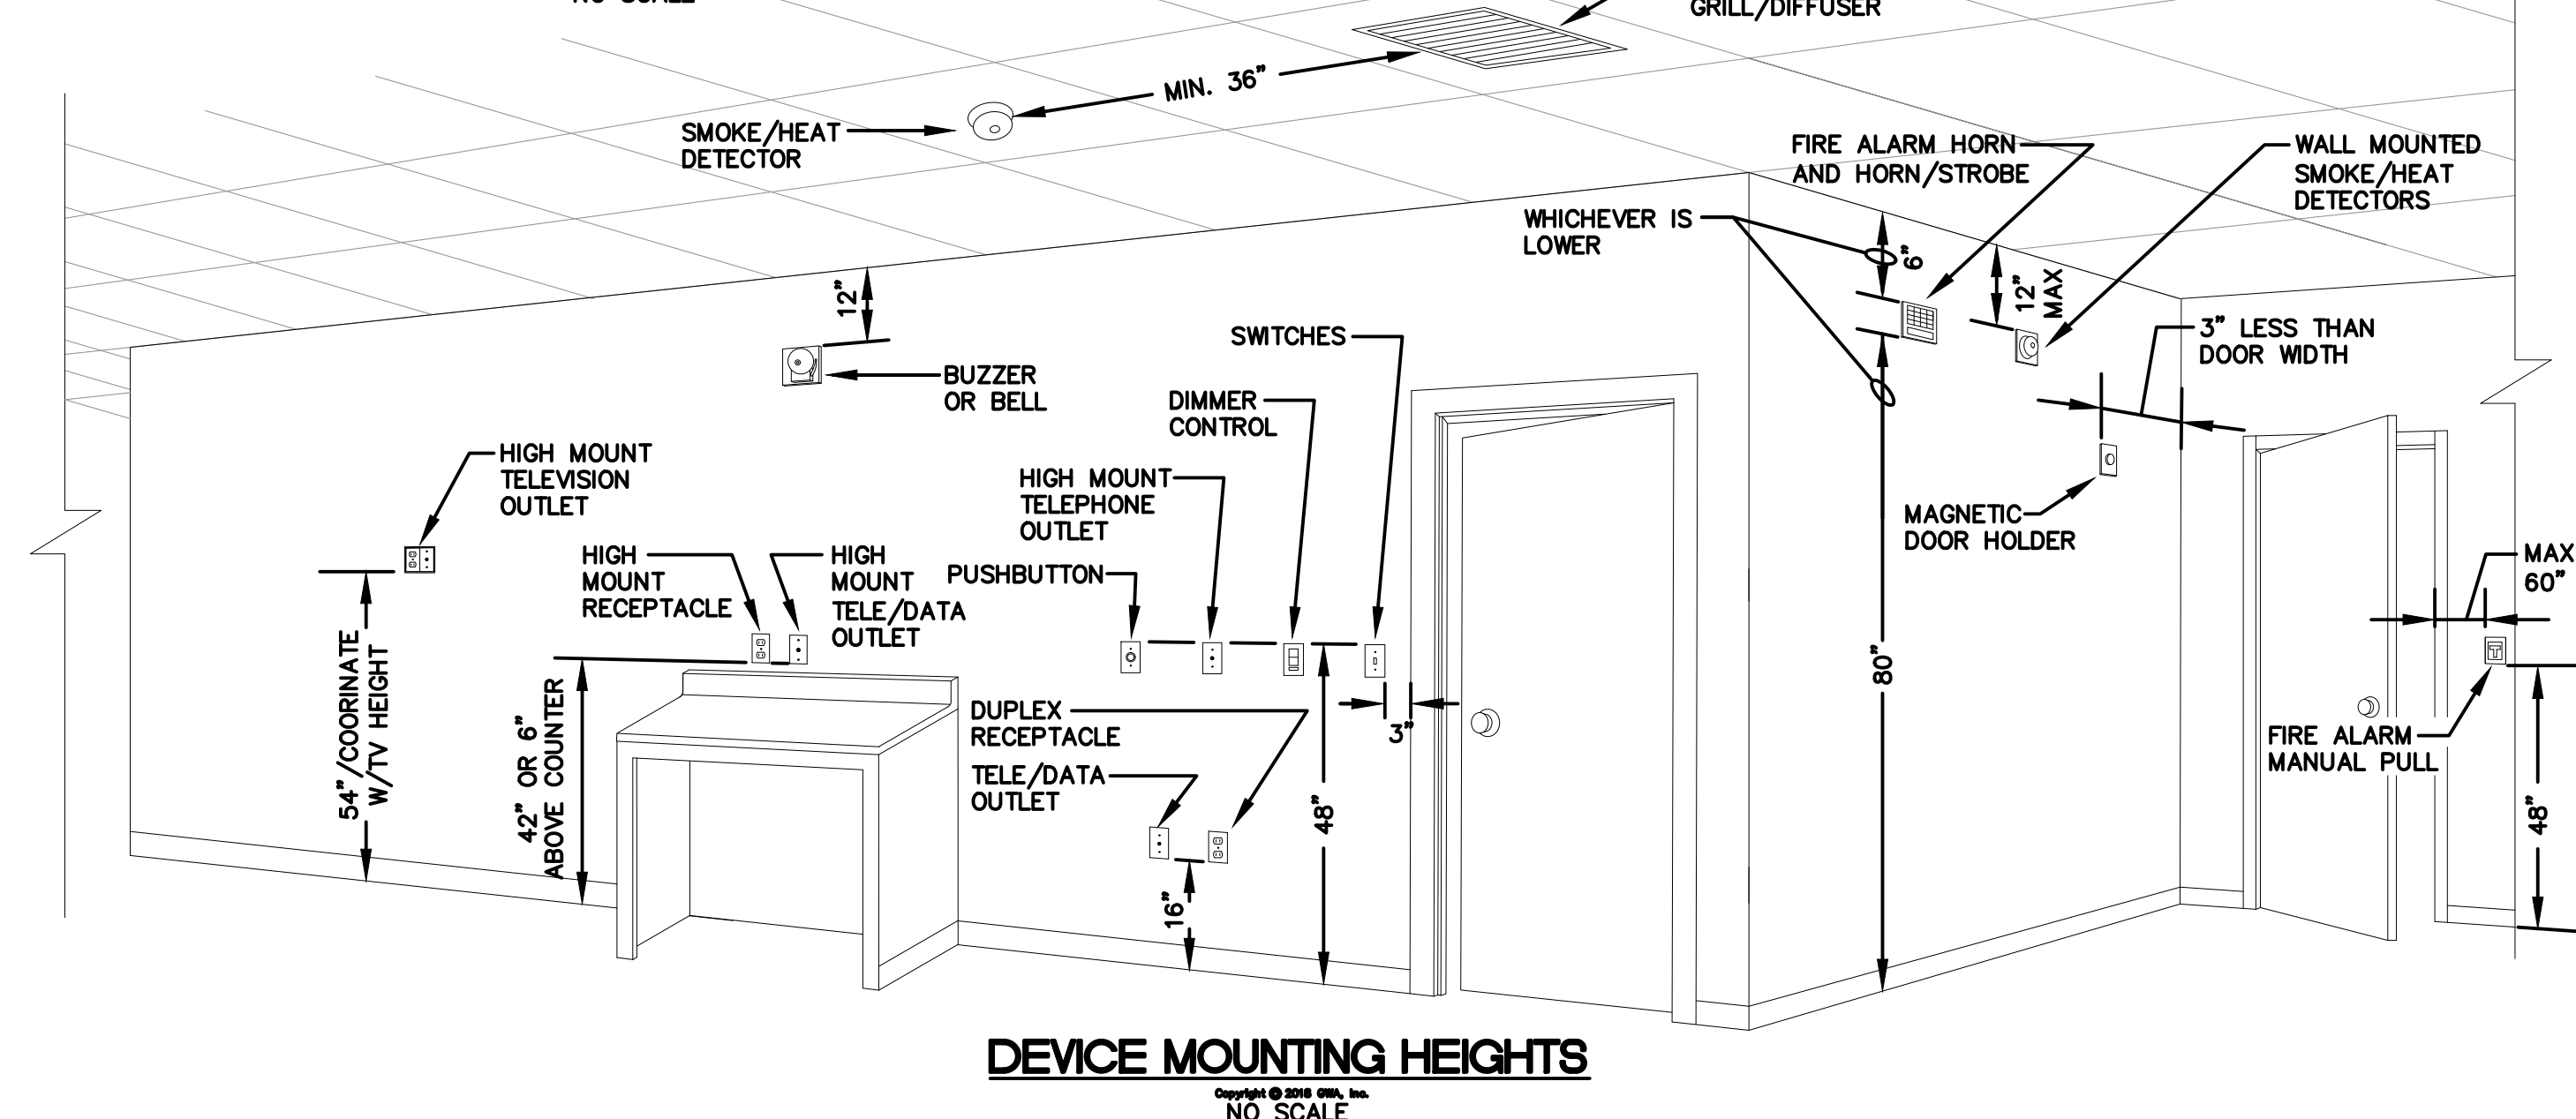 NO SCALE
GRILL/DIFFUSER
MIN. 36"
SMOKE/HEAT
DETECTOR
FIRE ALARM HORN
AND HORN/STROBE
WALL MOUNTED
SMOKE/HEAT
DETECTORS
WHICHEVER IS
LOWER
6"
12"
MAX
12"
3" LESS THAN
DOOR WIDTH
SWITCHES
BUZZER
OR BELL
DIMMER
CONTROL
HIGH MOUNT
TELEVISION
OUTLET
HIGH MOUNT
TELEPHONE
OUTLET
MAGNETIC
DOOR HOLDER
HIGH
MOUNT
RECEPTACLE
HIGH
MOUNT
TELE/DATA
OUTLET
PUSHBUTTON
MAX
60"
54"/COORINATE
W/TV HEIGHT
42" OR 6"
ABOVE COUNTER
80"
DUPLEX
RECEPTACLE
3"
TELE/DATA
OUTLET
FIRE ALARM
MANUAL PULL
48"
48"
16"
DEVICE MOUNTING HEIGHTS
Copyright © 2018 GWA, Inc.
NO SCALE